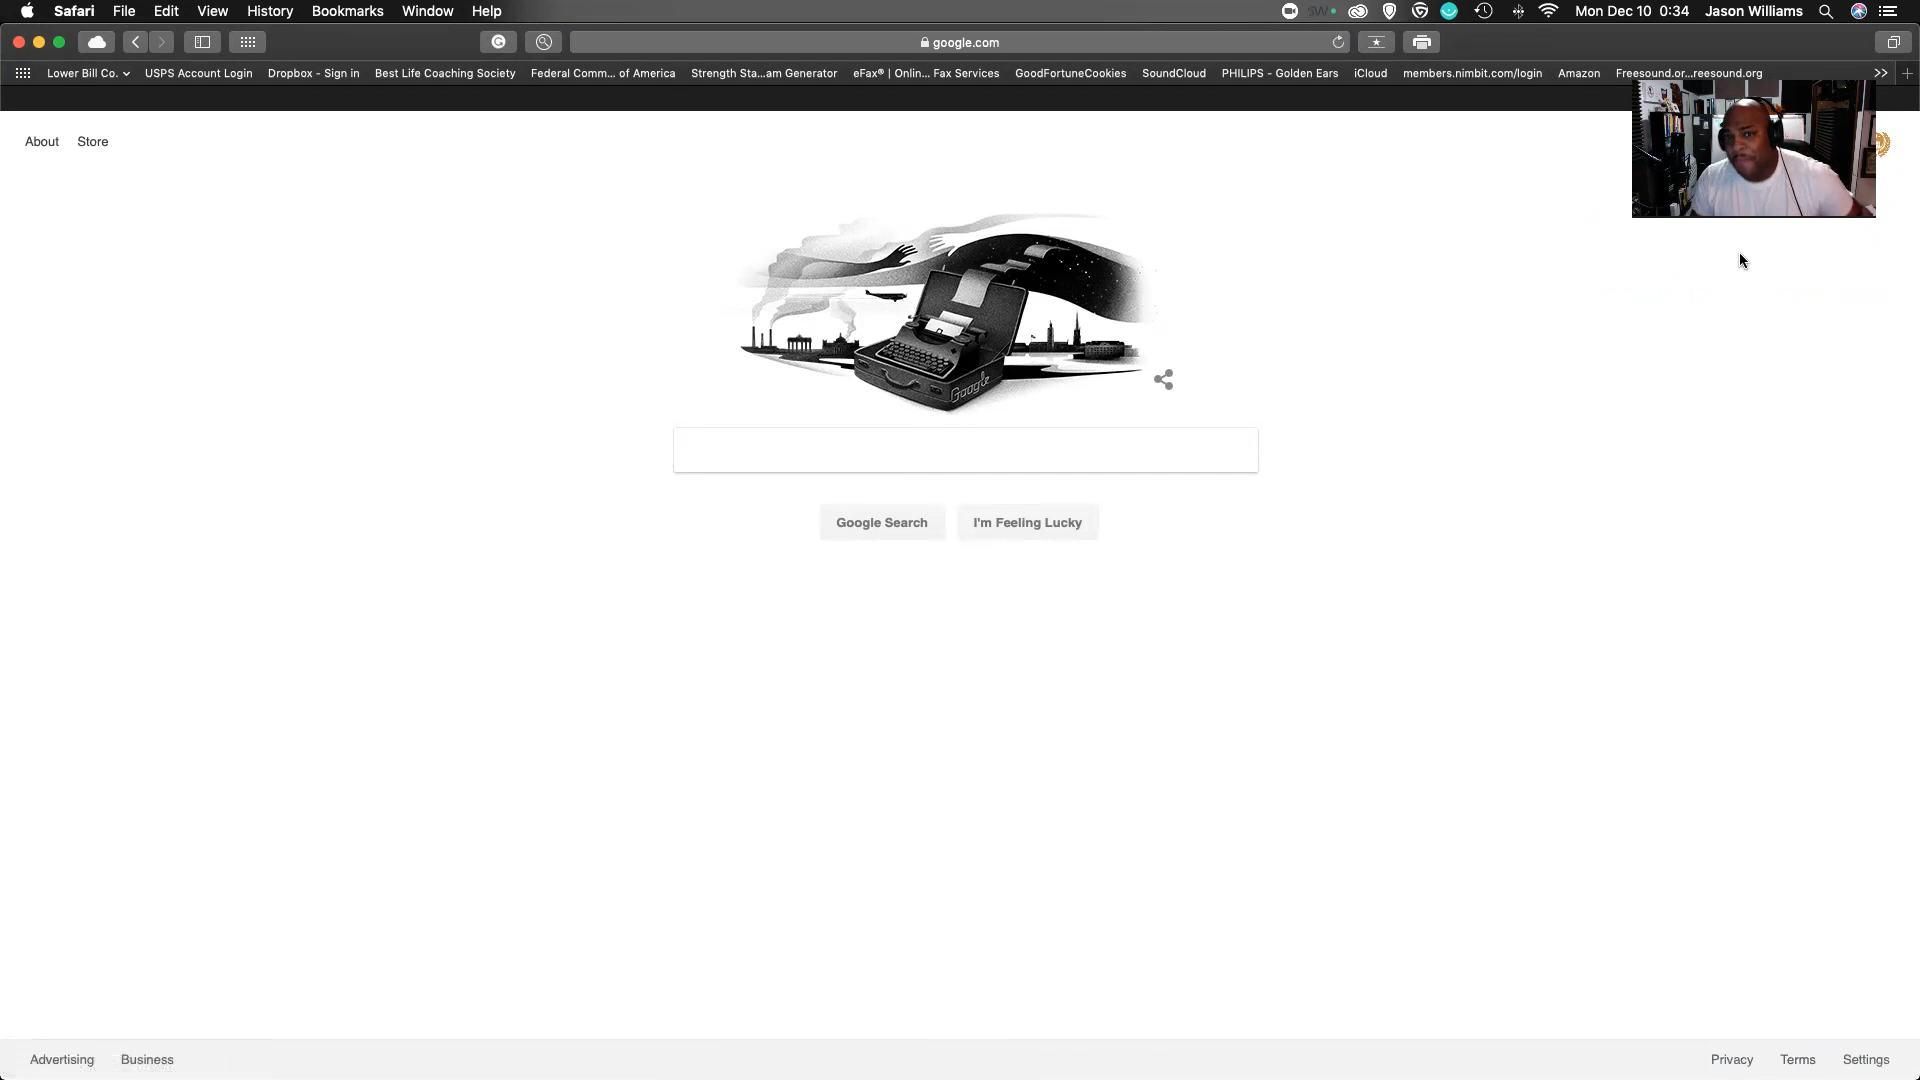 Safari File Edit View History Bookmarks Window Help SW Mon Dec 10 0:34 Jason Williams
google.com
Lower Bill Co. USPS Account Login Dropbox - Sign in Best Life Coaching Society Federal Comm... of America Strength Sta...am Generator eFax® | Onlin... Fax Services GoodFortuneCookies SoundCloud PHILIPS - Golden Ears iCloud members.nimbit.com/login Amazon Freesound.or...reesound.org
About Store
Google
Google Search I'm Feeling Lucky
Advertising Business Privacy Terms Settings